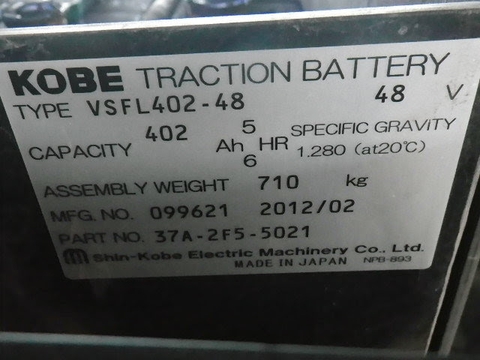 KOBE TRACTION BATTERY
TYPE VSFL402-48 48 V
CAPACITY 402 Ah 5 HR SPECIFIC GRAVITY
6 1.280 (at20℃)
ASSEMBLY WEIGHT 710 kg
MFG. NO. 099621 2012/02
PART NO. 37A-2F5-5021
Shin-Kobe Electric Machinery Co., Ltd.
MADE IN JAPAN NPB-893